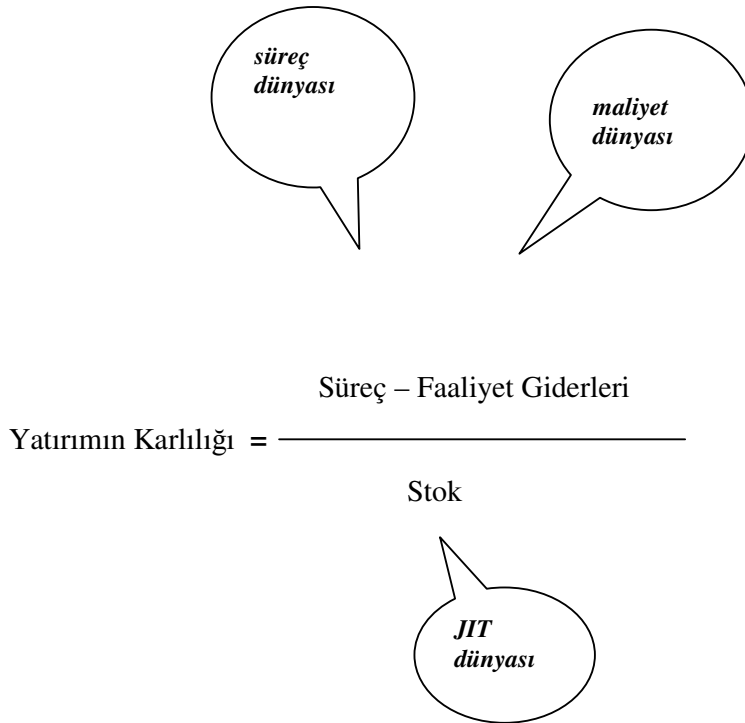 süreç
dünyası
maliyet
dünyası
Süreç – Faaliyet Giderleri
Yatırımın Karlılığı =
Stok
JIT
dünyası